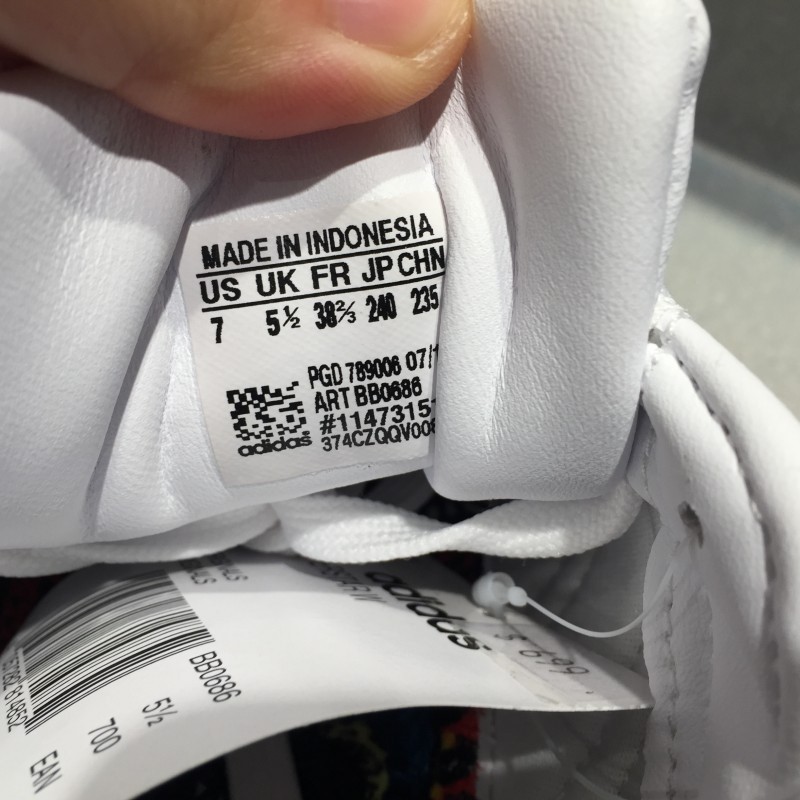 MADE IN INDONESIA
US UK FR JP CHN
7 5½ 38⅔ 240 235
PGD 789006 07/1
ART BB0686
#1147315
374CZQQV00
adidas
adidas
$ 699
BB0686
5½
700
EAN